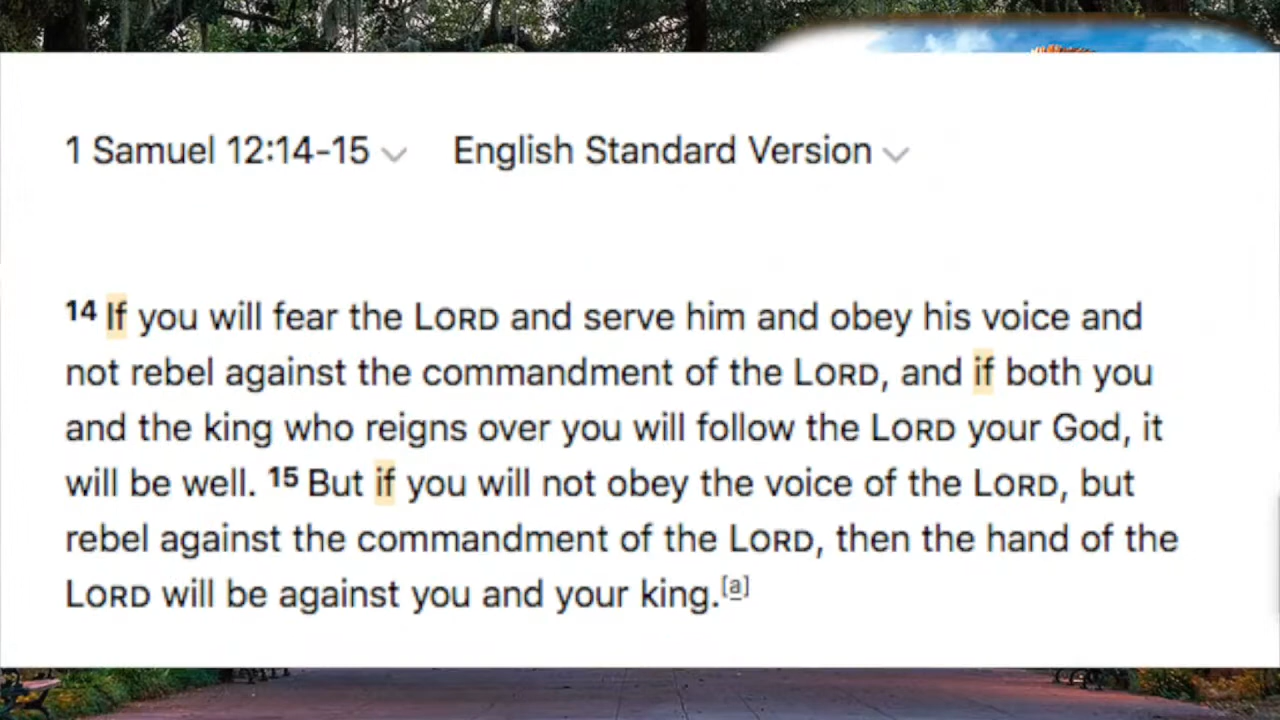 1 Samuel 12:14-15 English Standard Version
14 If you will fear the LORD and serve him and obey his voice and
not rebel against the commandment of the LORD, and if both you
and the king who reigns over you will follow the LORD your God, it
will be well. 15 But if you will not obey the voice of the LORD, but
rebel against the commandment of the LORD, then the hand of the
LORD will be against you and your king.[a]